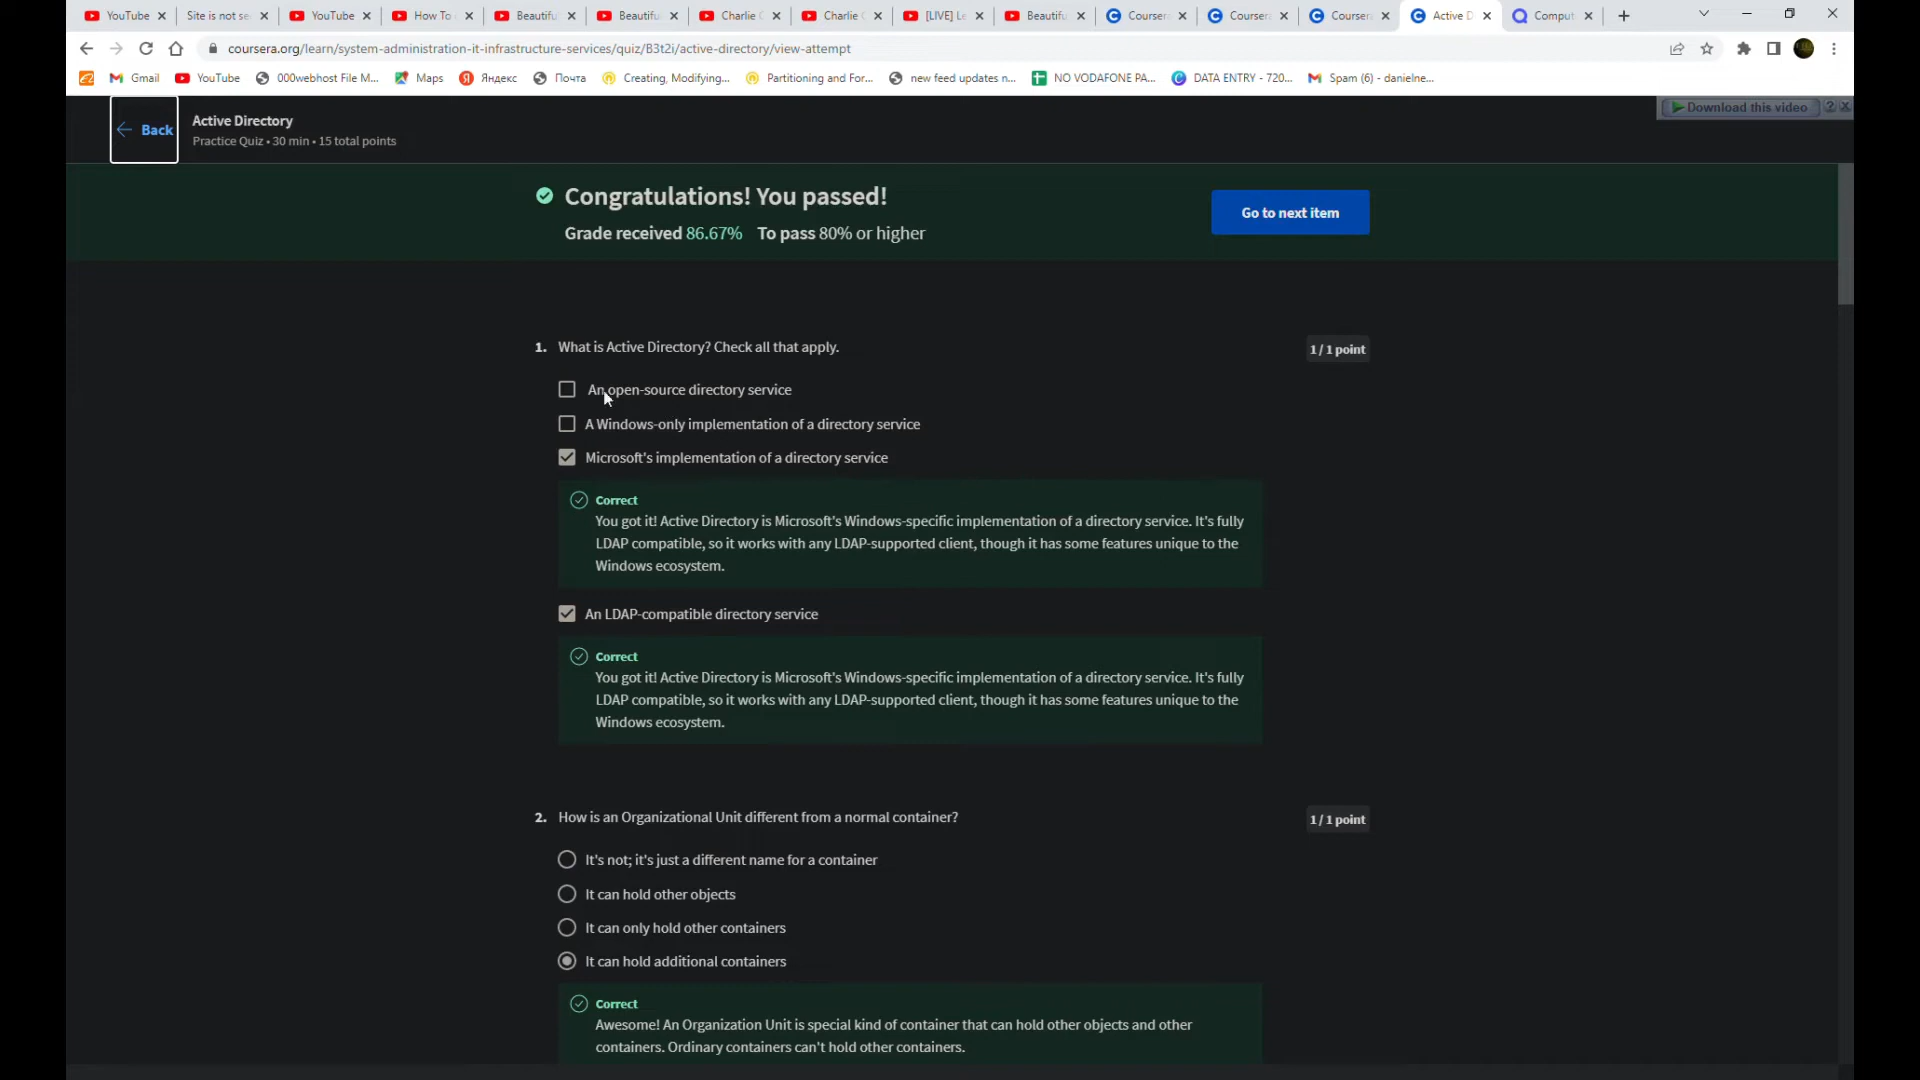 YouTube
Site is not se
YouTube
How To
Beautifu
Beautifu
Charlie C
Charlie C
[LIVE] Le
Beautifu
Courser
Courser
Courser
Active D
Comput
coursera.org/learn/system-administration-it-infrastructure-services/quiz/B3t2i/active-directory/view-attempt
Gmail
YouTube
000webhost File M...
Maps
Яндекс
Почта
Creating, Modifying...
Partitioning and For...
new feed updates n...
NO VODAFONE PA...
DATA ENTRY - 720...
Spam (6) - danielne...
Download this video
?
Back
Active Directory
Practice Quiz • 30 min • 15 total points
Congratulations! You passed!
Grade received 86.67% To pass 80% or higher
Go to next item
1. What is Active Directory? Check all that apply.
1 / 1 point
An open-source directory service
A Windows-only implementation of a directory service
Microsoft's implementation of a directory service
Correct
You got it! Active Directory is Microsoft's Windows-specific implementation of a directory service. It's fully
LDAP compatible, so it works with any LDAP-supported client, though it has some features unique to the
Windows ecosystem.
An LDAP-compatible directory service
Correct
You got it! Active Directory is Microsoft's Windows-specific implementation of a directory service. It's fully
LDAP compatible, so it works with any LDAP-supported client, though it has some features unique to the
Windows ecosystem.
2. How is an Organizational Unit different from a normal container?
1 / 1 point
It's not; it's just a different name for a container
It can hold other objects
It can only hold other containers
It can hold additional containers
Correct
Awesome! An Organization Unit is special kind of container that can hold other objects and other
containers. Ordinary containers can't hold other containers.